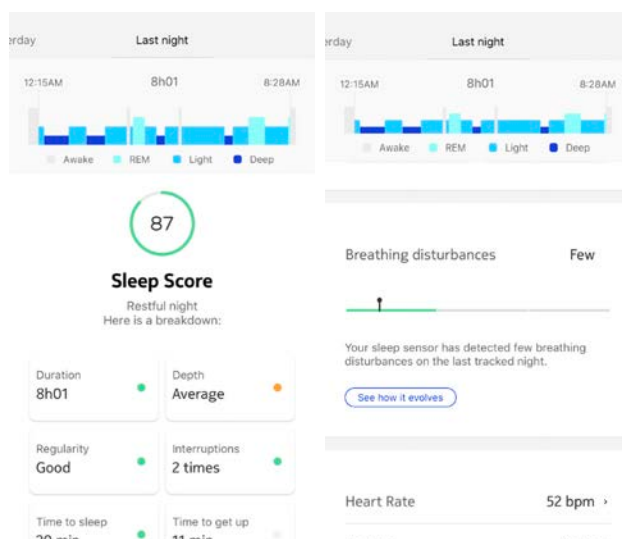 Last night
12:15AM 8h01 8:28AM
Awake REM Light Deep
87
Sleep Score
Restful night
Here is a breakdown:
Duration
8h01
Depth
Average
Regularity
Good
Interruptions
2 times
Time to sleep
Time to get up
Last night
12:15AM 8h01 8:28AM
Awake REM Light Deep
Breathing disturbances Few
Your sleep sensor has detected few breathing
disturbances on the last tracked night.
See how it evolves
Heart Rate 52 bpm ›